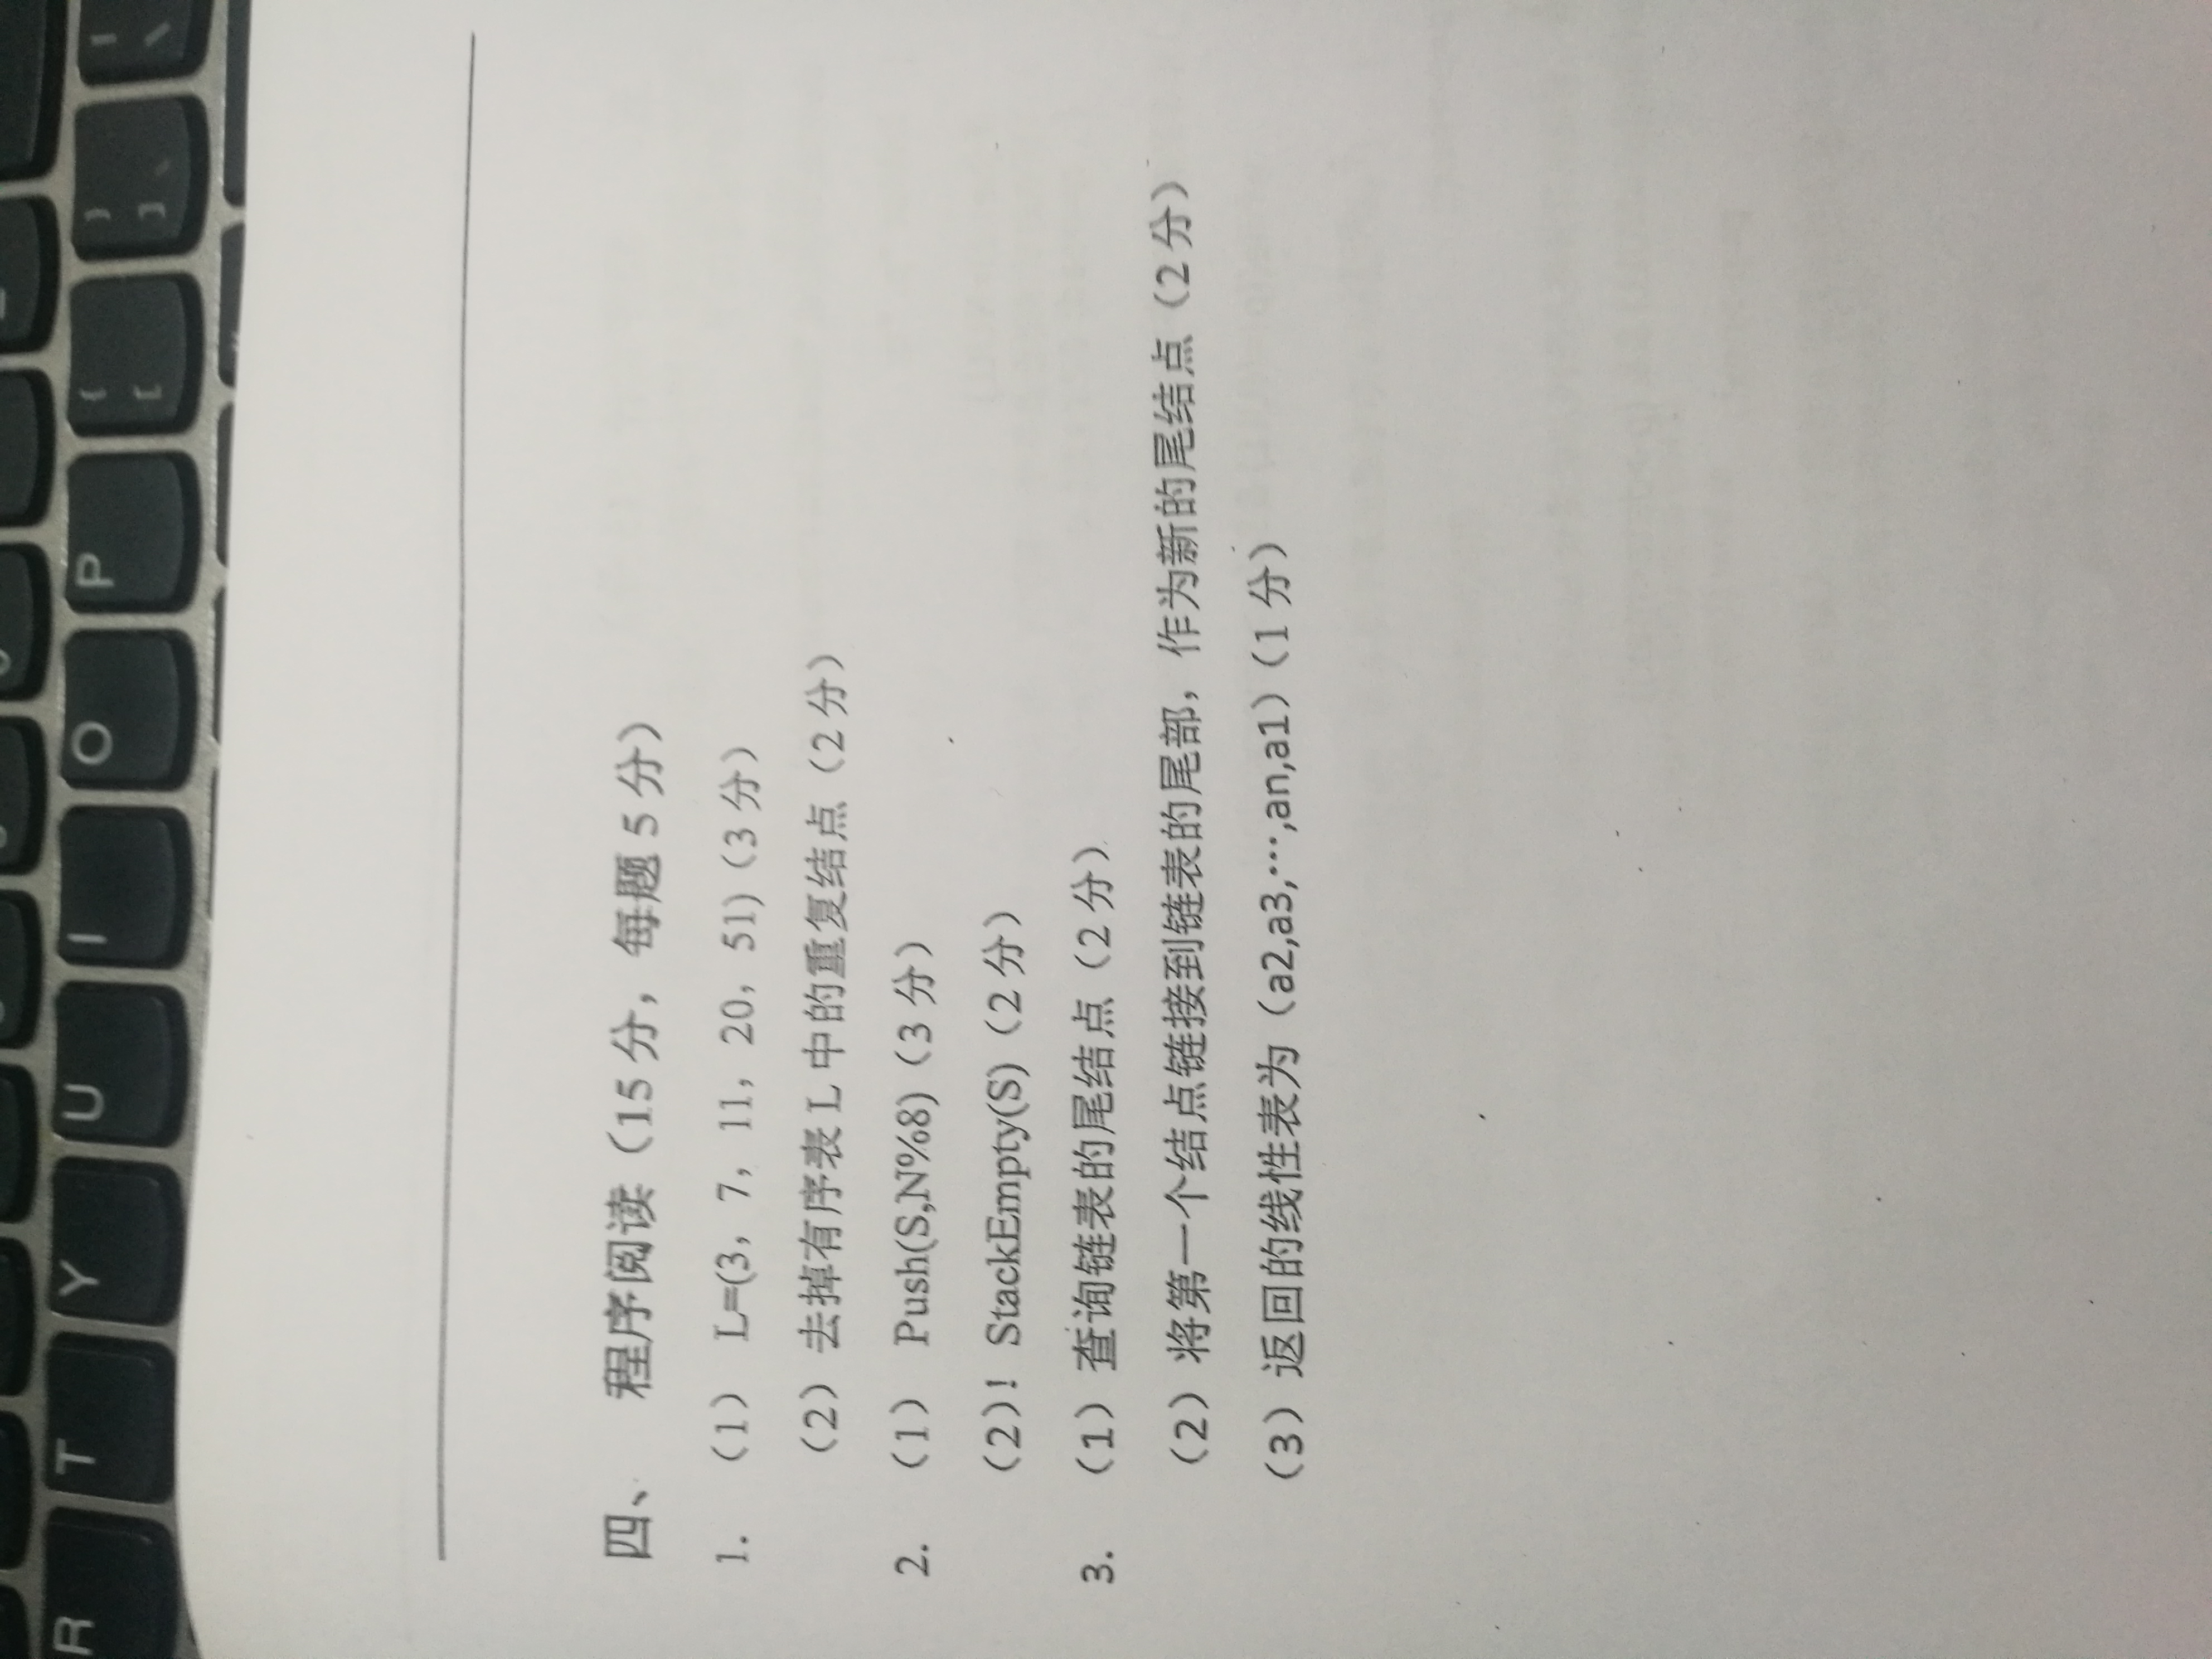 四、 程序阅读（15分，每题5分）
1. （1） L=(3, 7, 11, 20, 51)（3分）
（2）去掉有序表L中的重复结点（2分）
2. （1） Push(S,N%8)（3分）
（2）! StackEmpty(S)（2分）
3. （1）查询链表的尾结点（2分）
（2）将第一个结点链接到链表的尾部，作为新的尾结点（2分）
（3）返回的线性表为（a2,a3,…,an,a1）（1分）
R
T
Y
U
I
O
P
{ [
} ]
| \